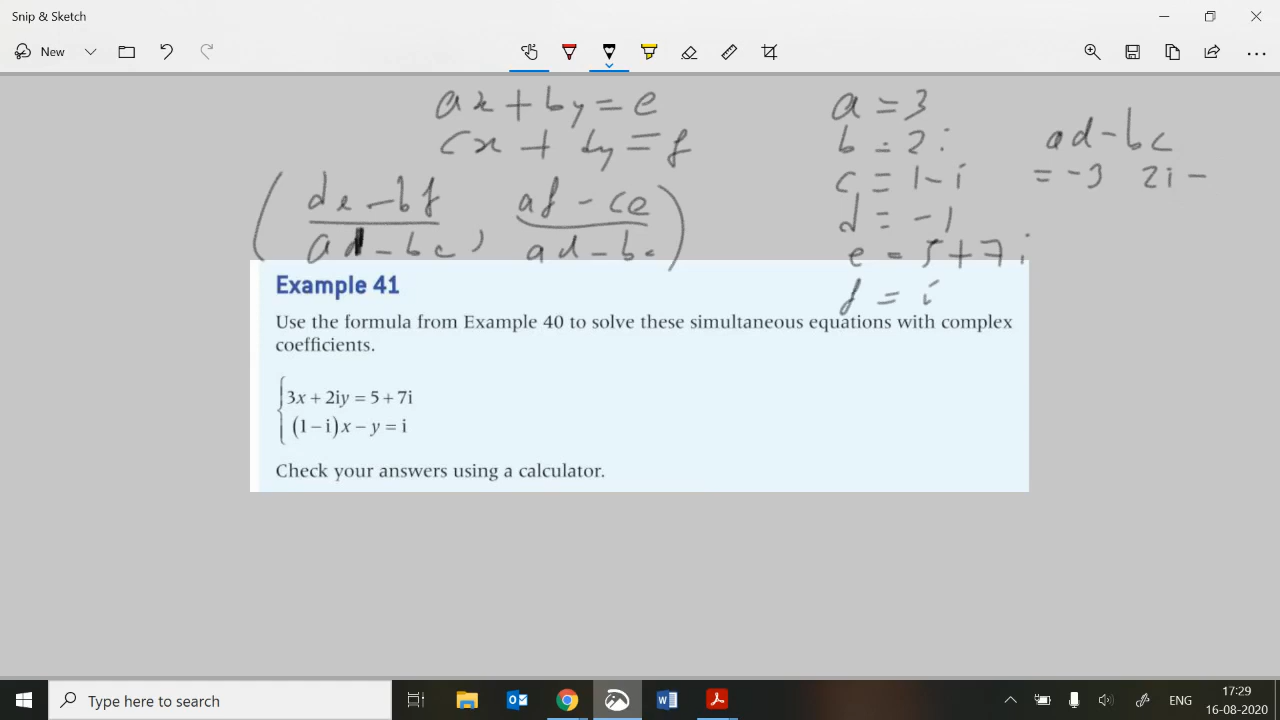 Snip & Sketch
New
ax + by = e
cx + dy = f
( de - bf / ad - bc , af - ce / ad - bc )
a = 3
b = 2i
c = 1 - i
d = -1
e = 5 + 7i
f = i
ad - bc
= -3 2i -
Example 41
Use the formula from Example 40 to solve these simultaneous equations with complex
coefficients.
3x + 2iy = 5 + 7i
(1 - i)x - y = i
Check your answers using a calculator.
Type here to search
ENG
17:29
16-08-2020